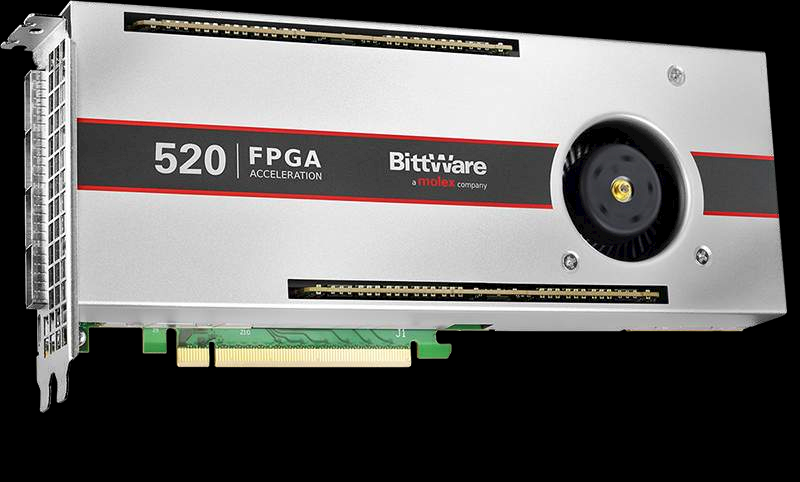 520
FPGA
ACCELERATION
BittWare
a molex company
J1